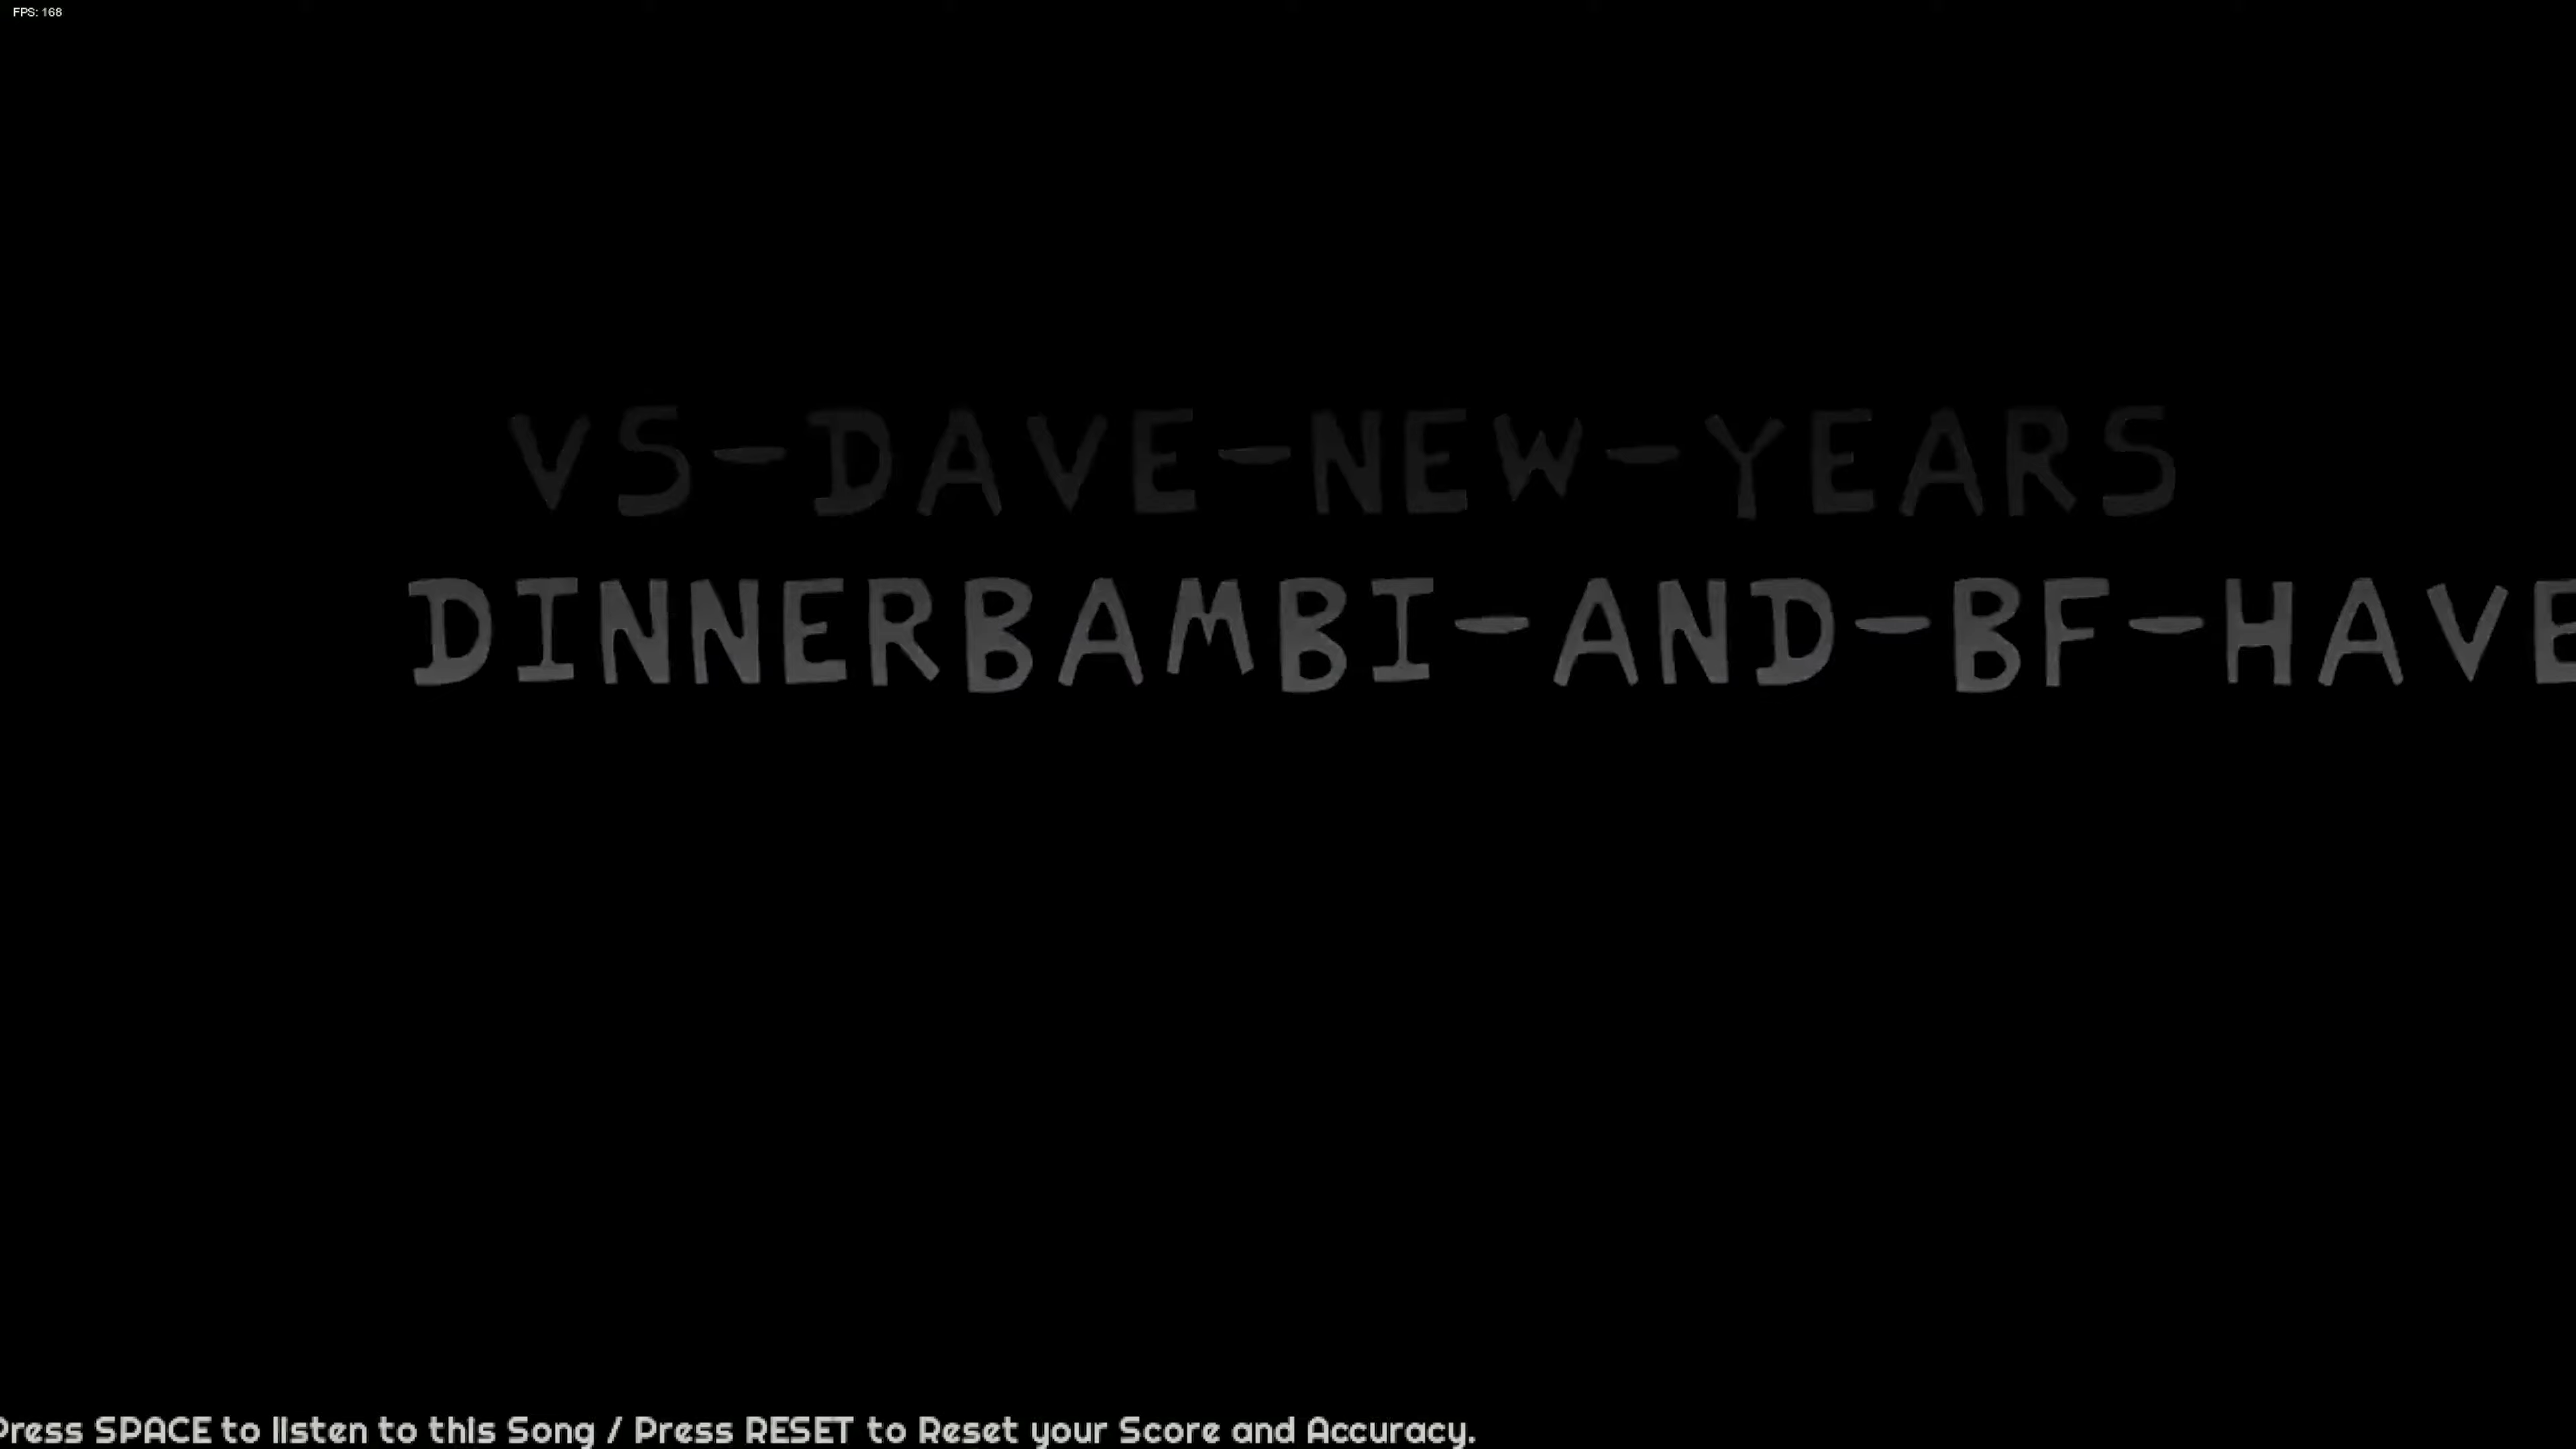 FPS: 168
VS-DAVE-NEW-YEARS
DINNERBAMBI-AND-BF-HAVE
Press SPACE to listen to this Song / Press RESET to Reset your Score and Accuracy.